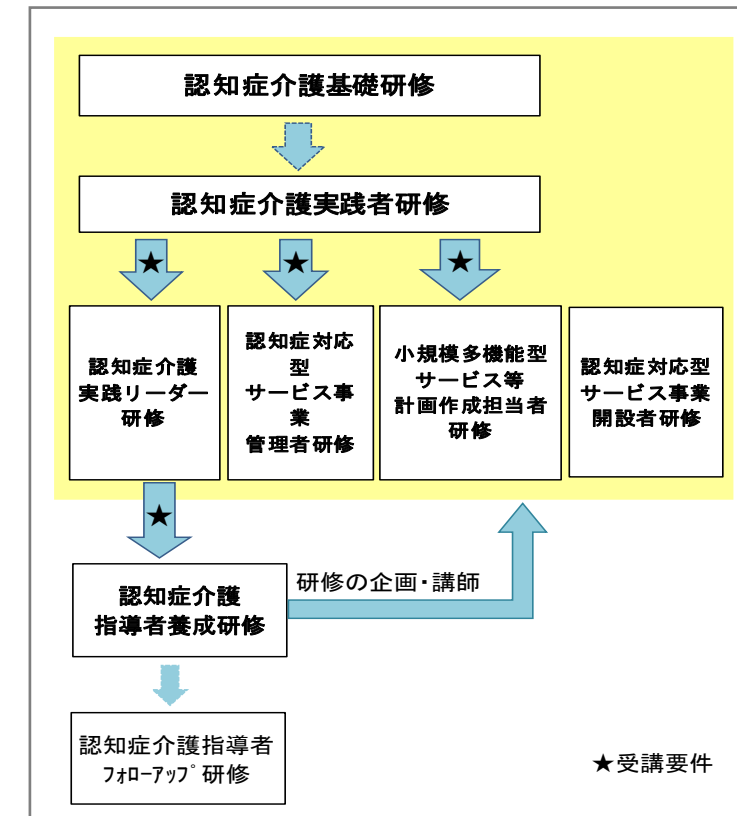 認知症介護基礎研修
認知症介護実践者研修
★
★
★
認知症介護
実践リーダー
研修
認知症対応
型
サービス事
業
管理者研修
小規模多機能型
サービス等
計画作成担当者
研修
認知症対応型
サービス事業
開設者研修
★
認知症介護
指導者養成研修
研修の企画・講師
認知症介護指導者
ﾌｫﾛｰｱｯﾌﾟ研修
★受講要件